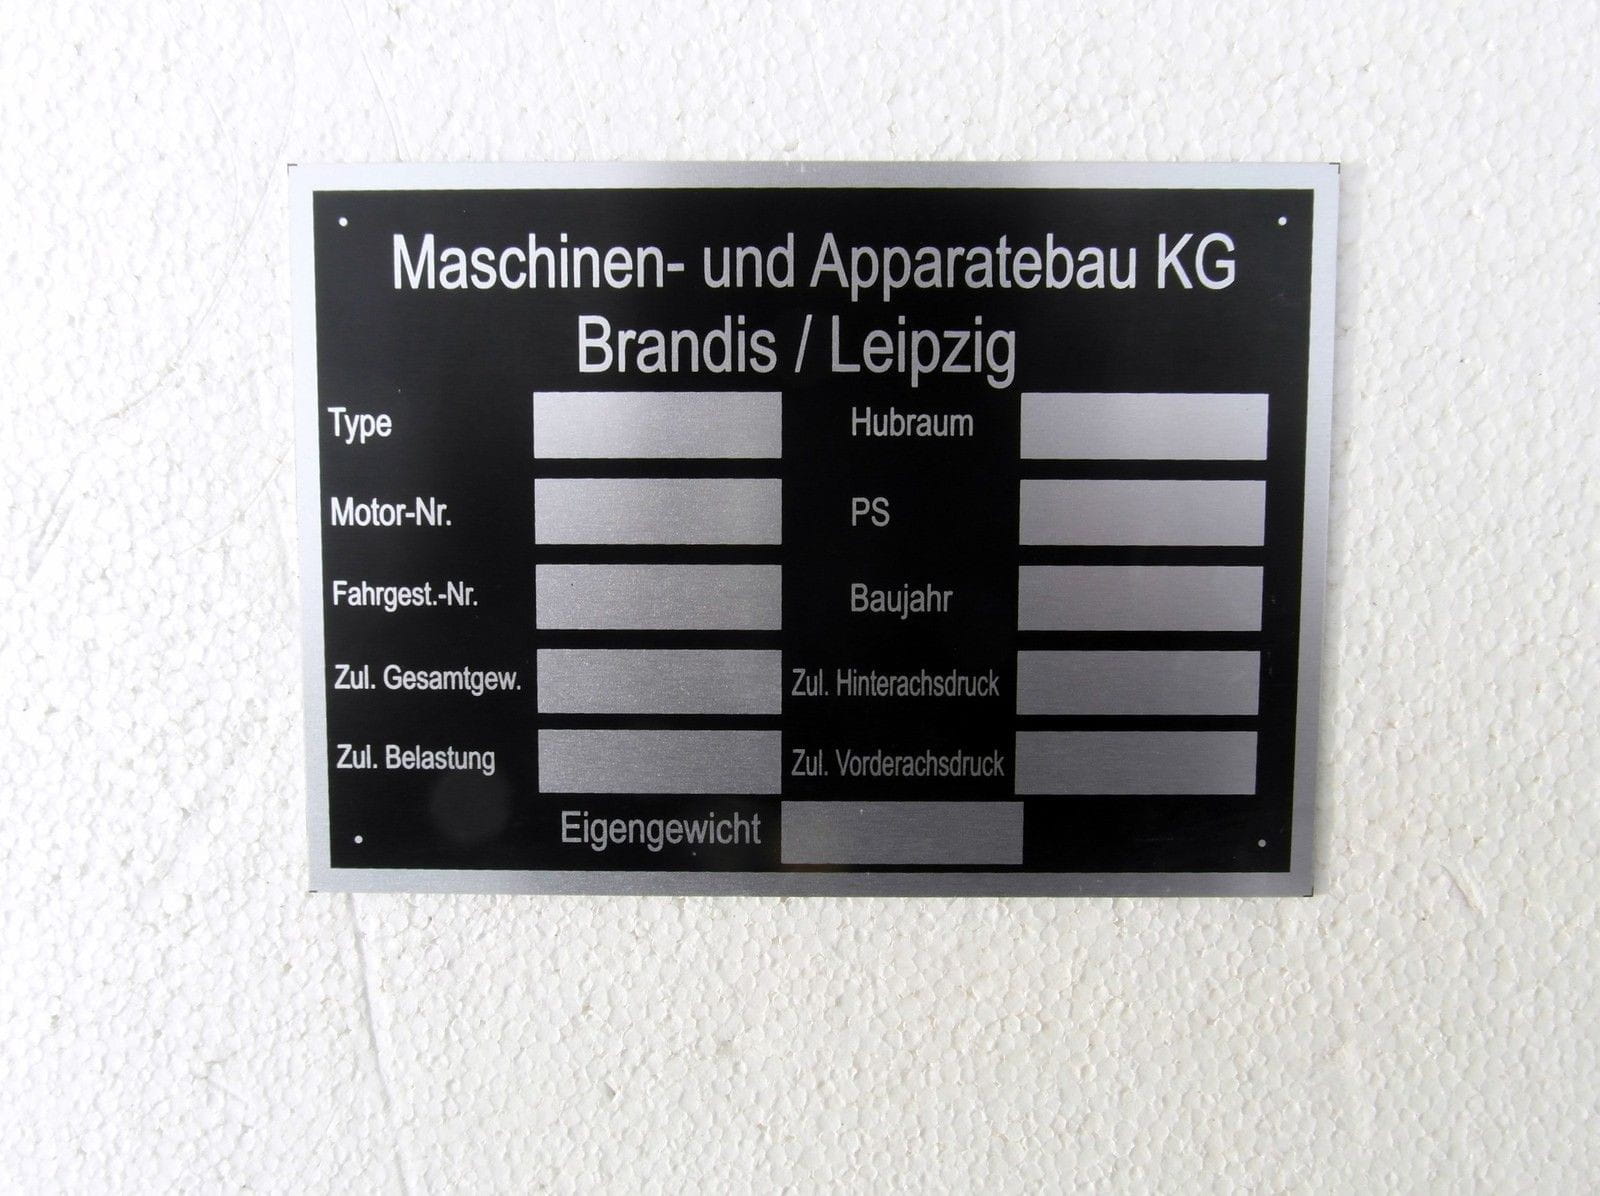 Maschinen- und Apparatebau KG
Brandis / Leipzig
Type Hubraum
Motor-Nr. PS
Fahrgest.-Nr. Baujahr
Zul. Gesamtgew. Zul. Hinterachsdruck
Zul. Belastung Zul. Vorderachsdruck
Eigengewicht